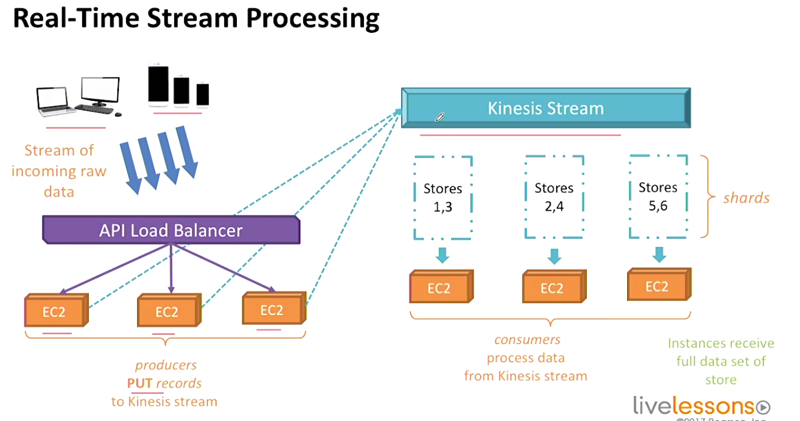 Real-Time Stream Processing
Stream of
incoming raw
data
API Load Balancer
EC2
EC2
EC2
producers
PUT records
to Kinesis stream
Kinesis Stream
Stores
1,3
Stores
2,4
Stores
5,6
shards
EC2
EC2
EC2
consumers
process data
from Kinesis stream
Instances receive
full data set of
store
livelessons
©2017 Pearson, Inc.